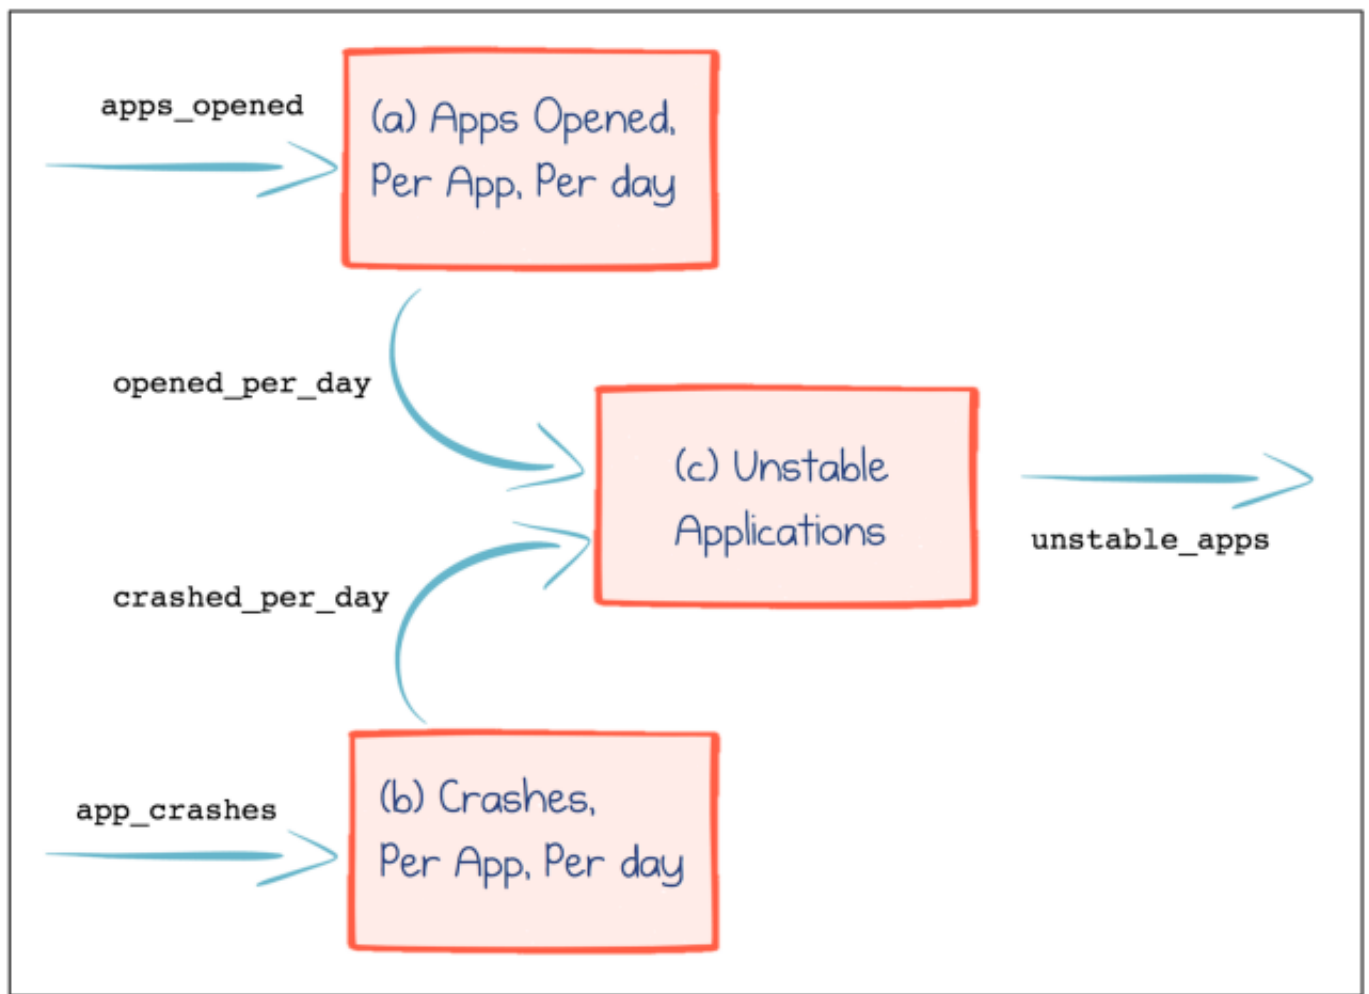 apps_opened
(a) Apps Opened,
Per App, Per day
opened_per_day
(c) Unstable
Applications
unstable_apps
crashed_per_day
app_crashes
(b) Crashes,
Per App, Per day